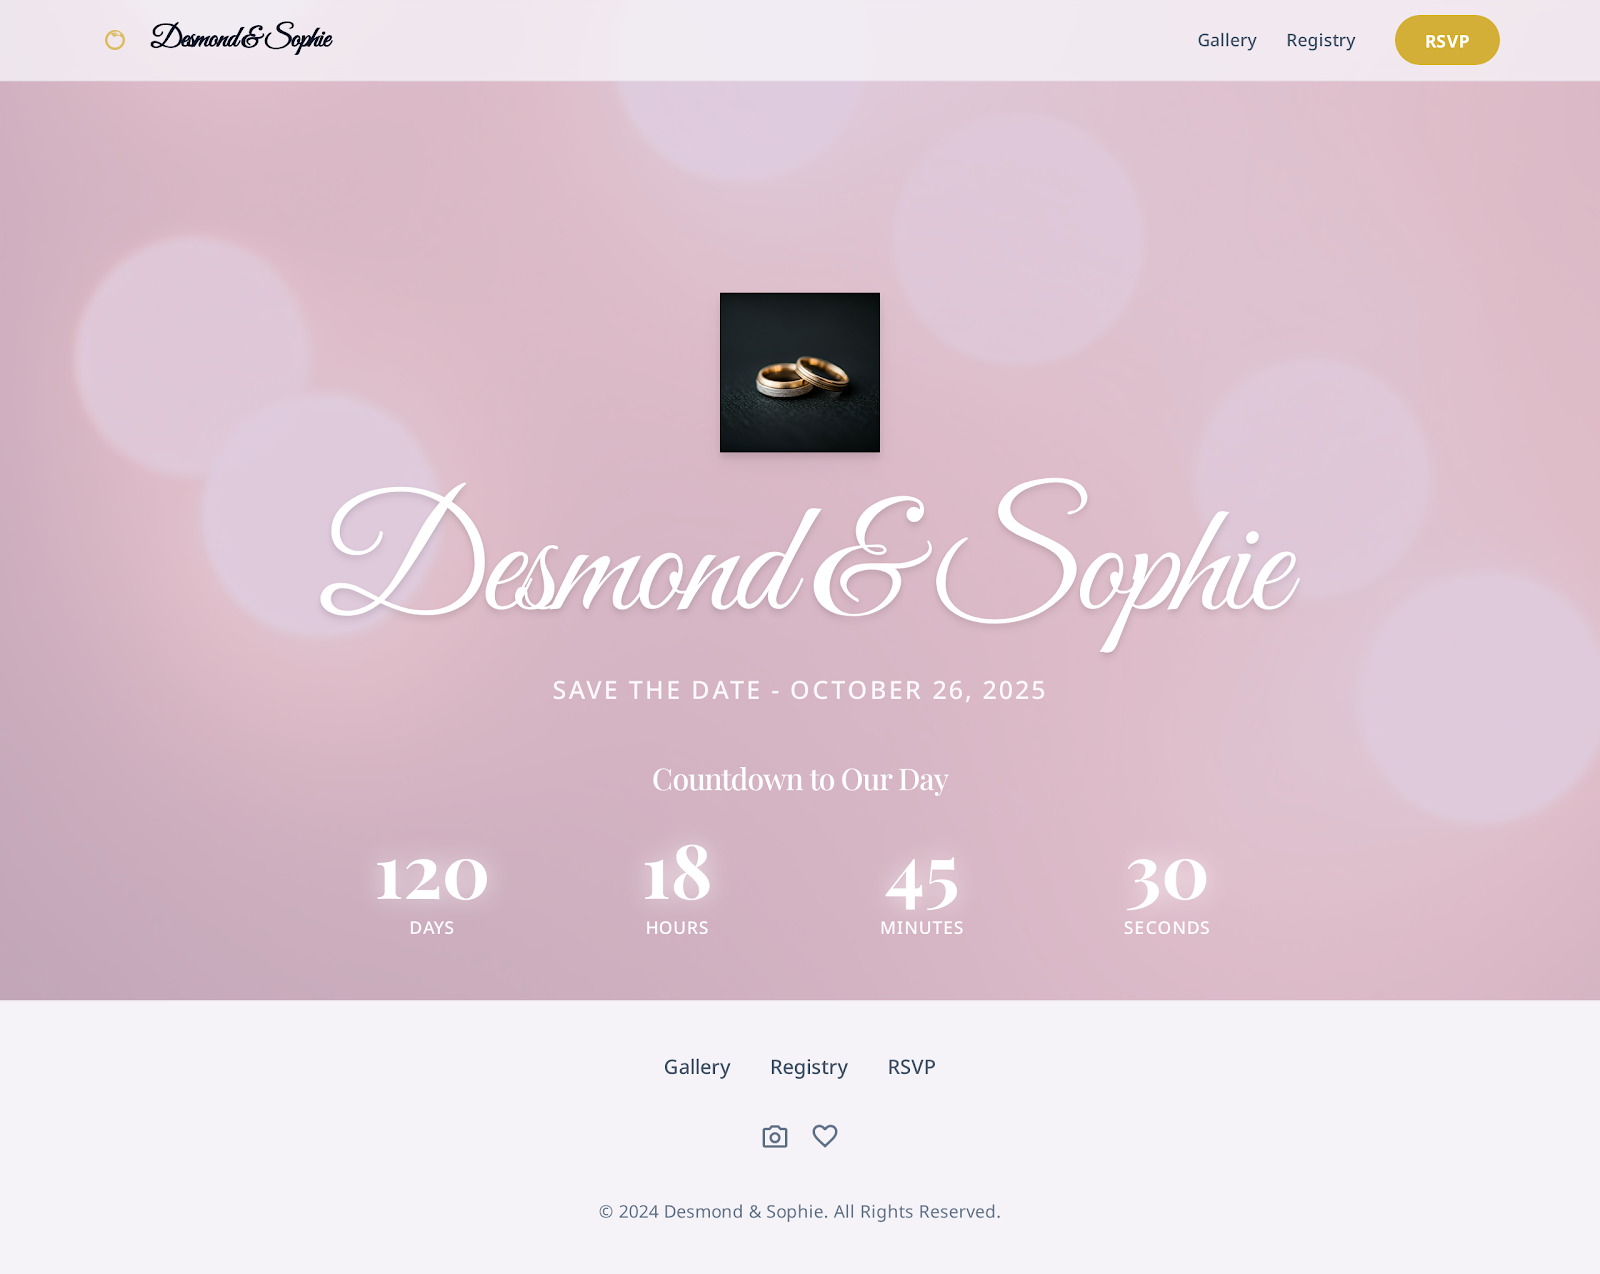 Desmond & Sophie
Gallery Registry RSVP
Desmond & Sophie
SAVE THE DATE - OCTOBER 26, 2025
Countdown to Our Day
120 18 45 30
DAYS HOURS MINUTES SECONDS
Gallery Registry RSVP
© 2024 Desmond & Sophie. All Rights Reserved.